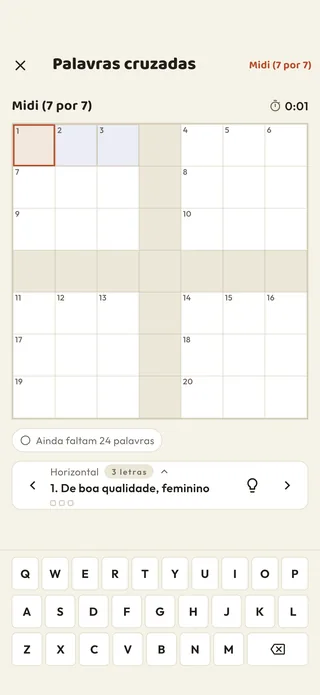 Palavras cruzadas
Midi (7 por 7)
Midi (7 por 7) 0:01
1 2 3 4 5 6
7 8
9 10
11 12 13 14 15 16
17 18
19 20
Ainda faltam 24 palavras
Horizontal 3 letras
1. De boa qualidade, feminino
Q W E R T Y U I O P
A S D F G H J K L
Z X C V B N M